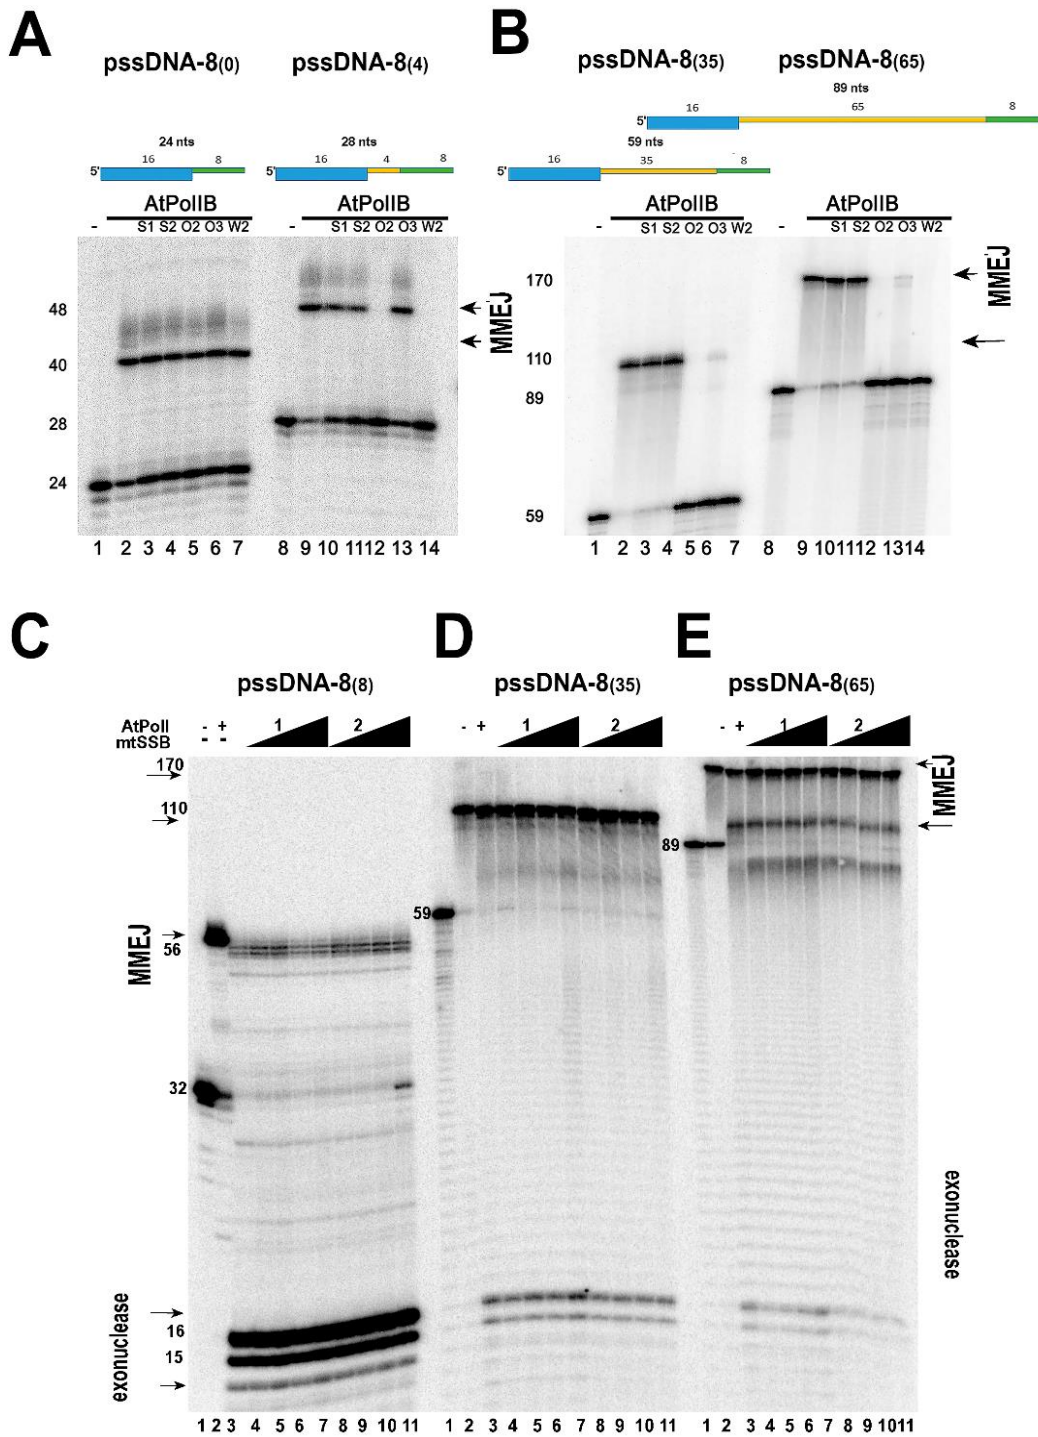 A
pssDNA-8(0)
pssDNA-8(4)
24 nts
16 8
5'
28 nts
16 4 8
5'
AtPolIB
- S1 S2 O2 O3 W2
AtPolIB
- S1 S2 O2 O3 W2
48
40
28
24
MMEJ
1 2 3 4 5 6 7 8 9 10 11 12 13 14
B
pssDNA-8(35)
pssDNA-8(65)
89 nts
16 65 8
5'
59 nts
16 35 8
5'
AtPolIB
- S1 S2 O2 O3 W2
AtPolIB
- S1 S2 O2 O3 W2
170
110
89
59
MMEJ
1 2 3 4 5 6 7 8 9 10 11 12 13 14
C
pssDNA-8(8)
AtPolI - + 1 2
mtSSB - -
170
110
MMEJ
56
32
exonuclease
16
15
1 2 3 4 5 6 7 8 9 10 11
D
pssDNA-8(35)
- + 1 2
59
1 2 3 4 5 6 7 8 9 10 11
E
pssDNA-8(65)
- + 1 2
89
MMEJ
exonuclease
1 2 3 4 5 6 7 8 9 10 11